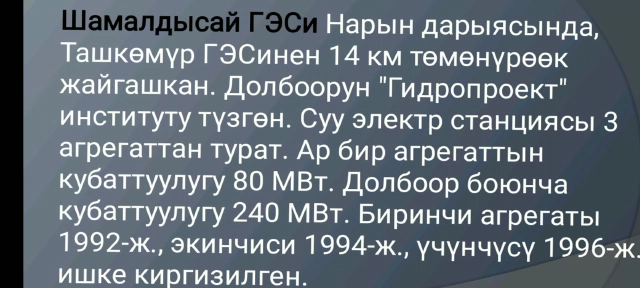 Шамалдысай ГЭСи Нарын дарыясында,
Ташкөмүр ГЭСинен 14 км төмөнүрөөк
жайгашкан. Долбоорун "Гидропроект"
институту түзгөн. Суу электр станциясы 3
агрегаттан турат. Ар бир агрегаттын
кубаттуулугу 80 МВт. Долбоор боюнча
кубаттуулугу 240 МВт. Биринчи агрегаты
1992-ж., экинчиси 1994-ж., үчүнчүсү 1996-ж.
ишке киргизилген.